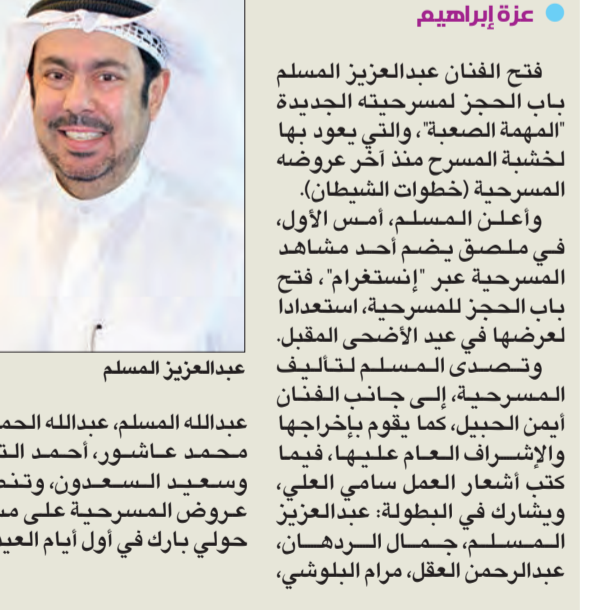 عزة إبراهيم
فتح الفنان عبدالعزيز المسلم
باب الحجز لمسرحيته الجديدة
"المهمة الصعبة"، والتي يعود بها
لخشبة المسرح منذ آخر عروضه
المسرحية (خطوات الشيطان).
وأعلن المسلم، أمس الأول،
في ملصق يضم أحد مشاهد
المسرحية عبر "إنستغرام"، فتح
باب الحجز للمسرحية، استعدادا
لعرضها في عيد الأضحى المقبل.
وتصدى المسلم لتأليف
المسرحية، إلى جانب الفنان
أيمن الحبيل، كما يقوم بإخراجها
والإشراف العام عليها، فيما
كتب أشعار العمل سامي العلي،
ويشارك في البطولة: عبدالعزيز
المسلم، جمال الردهان،
عبدالرحمن العقل، مرام البلوشي،
عبدالعزيز المسلم
عبدالله المسلم، عبدالله
محمد عاشور، أحمد
وسعيد السعدون،
عروض المسرحية على
حولي بارك في أول أيام العيد